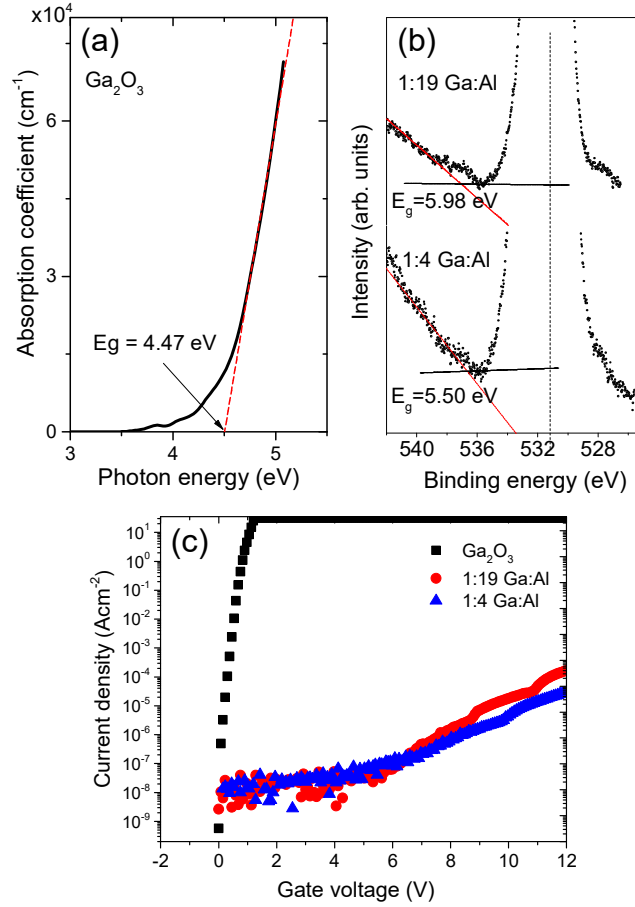 x10⁴
(a)
Ga₂O₃
Absorption coefficient (cm⁻¹)
6
3
0
Eg = 4.47 eV
3 4 5
Photon energy (eV)
(b)
1:19 Ga:Al
E_g=5.98 eV
1:4 Ga:Al
E_g=5.50 eV
Intensity (arb. units)
540 536 532 528
Binding energy (eV)
(c)
Ga₂O₃
1:19 Ga:Al
1:4 Ga:Al
Current density (Acm⁻²)
10¹
10⁰
10⁻¹
10⁻²
10⁻³
10⁻⁴
10⁻⁵
10⁻⁶
10⁻⁷
10⁻⁸
10⁻⁹
-2 0 2 4 6 8 10 12
Gate voltage (V)